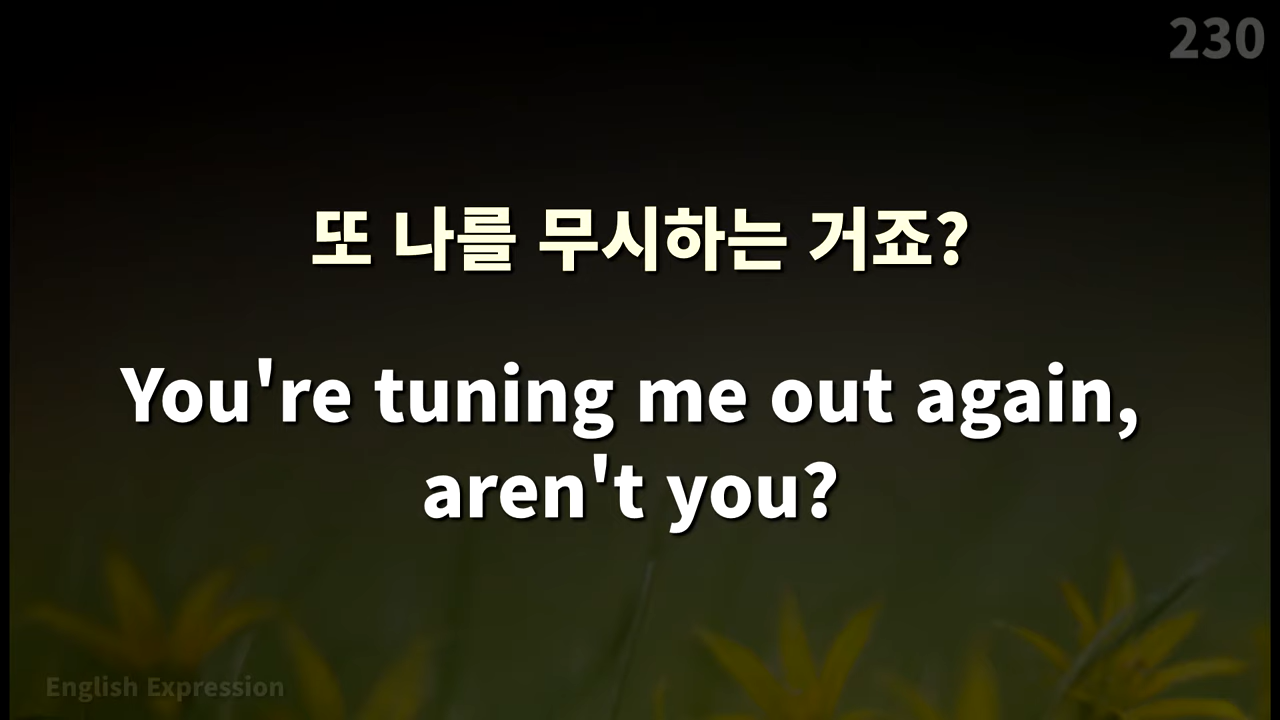 230
또 나를 무시하는 거죠?
You're tuning me out again,
aren't you?
English Expression